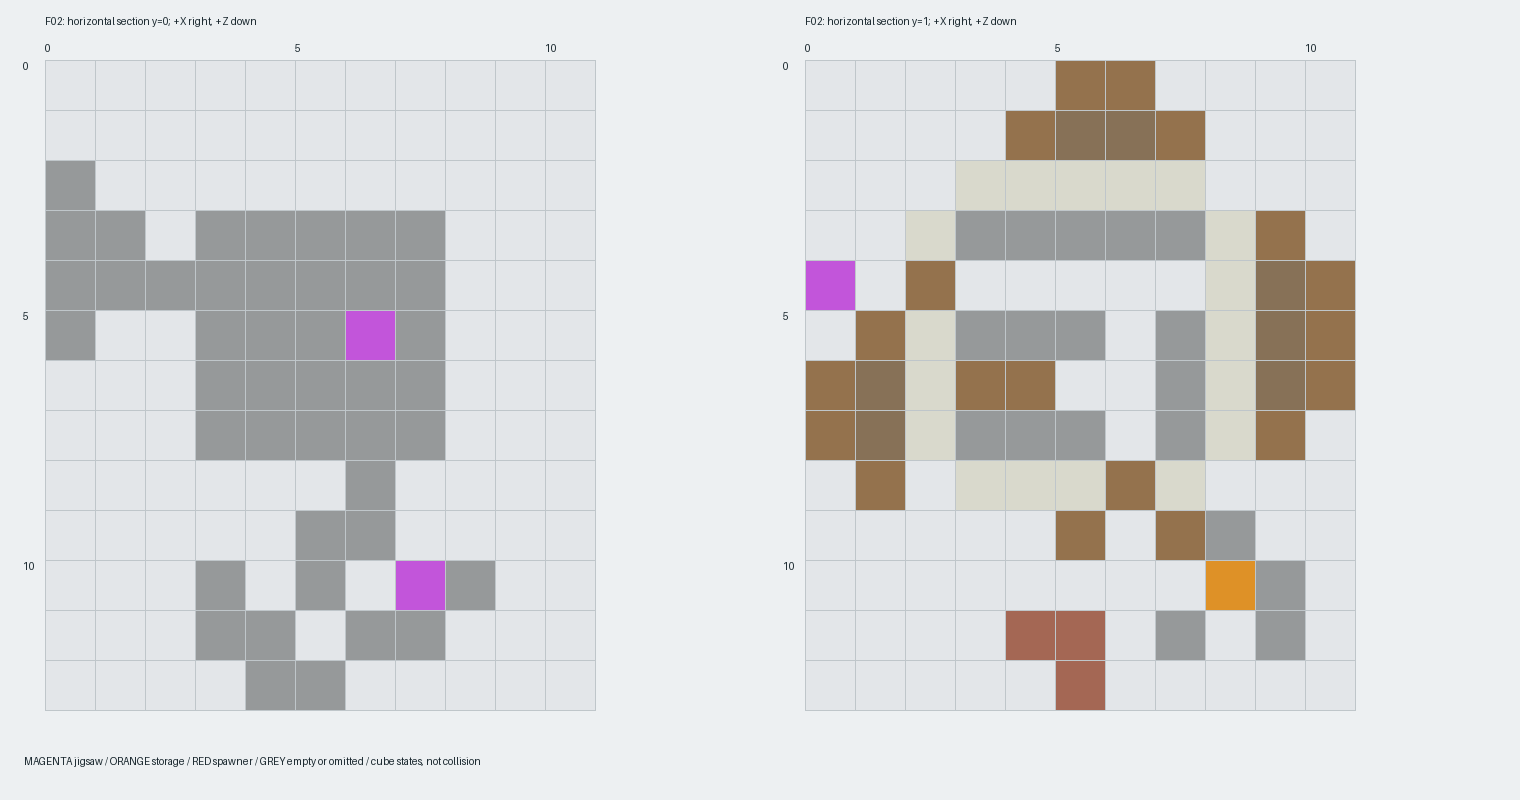 F02: horizontal section y=0; +X right, +Z down
F02: horizontal section y=1; +X right, +Z down
0 5 10
0 5 10
0
0
5
5
10
10
MAGENTA jigsaw / ORANGE storage / RED spawner / GREY empty or omitted / cube states, not collision